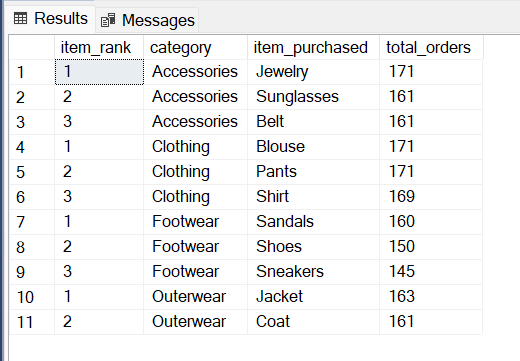 Results Messages
item_rank category item_purchased total_orders
1 1 Accessories Jewelry 171
2 2 Accessories Sunglasses 161
3 3 Accessories Belt 161
4 1 Clothing Blouse 171
5 2 Clothing Pants 171
6 3 Clothing Shirt 169
7 1 Footwear Sandals 160
8 2 Footwear Shoes 150
9 3 Footwear Sneakers 145
10 1 Outerwear Jacket 163
11 2 Outerwear Coat 161